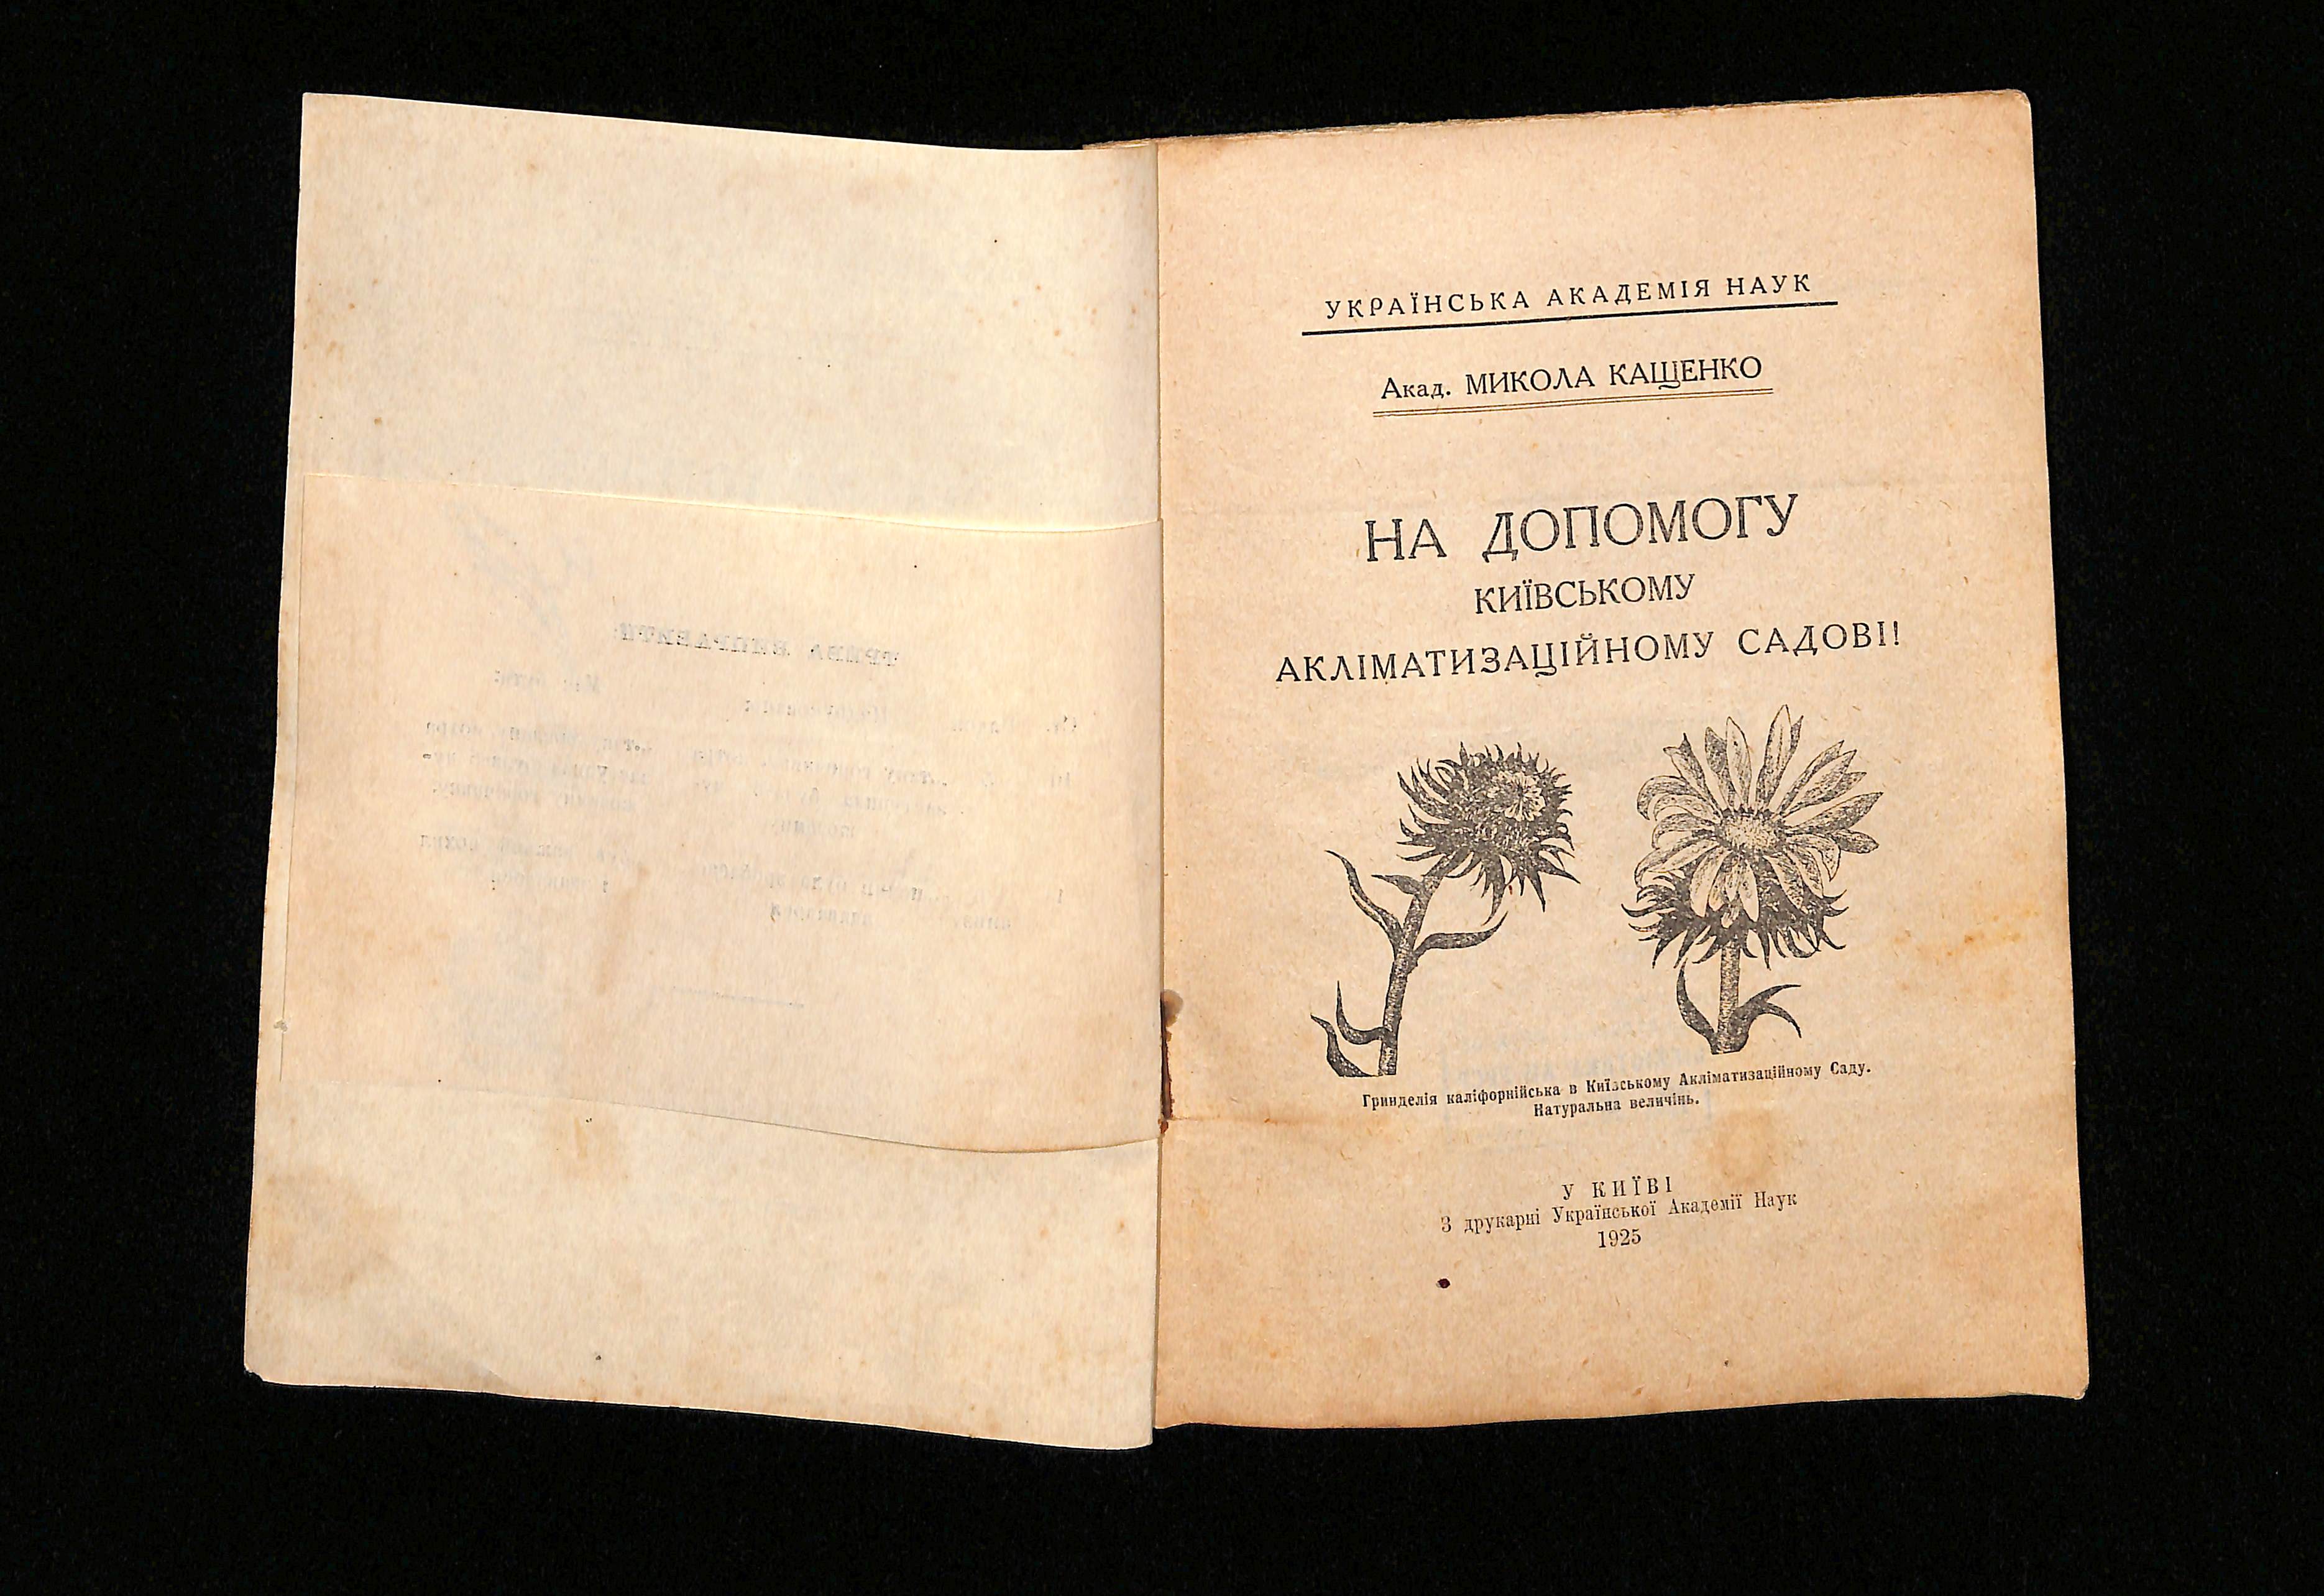 УКРАЇНСЬКА АКАДЕМІЯ НАУК
Акад. МИКОЛА КАЩЕНКО
НА ДОПОМОГУ
КИЇВСЬКОМУ
АКЛІМАТИЗАЦІЙНОМУ САДОВІ!
Гринделія каліфорнійська в Київському Акліматизаційному Саду.
Натуральна величінь.
У КИЇВІ
З друкарні Української Академії Наук
1925